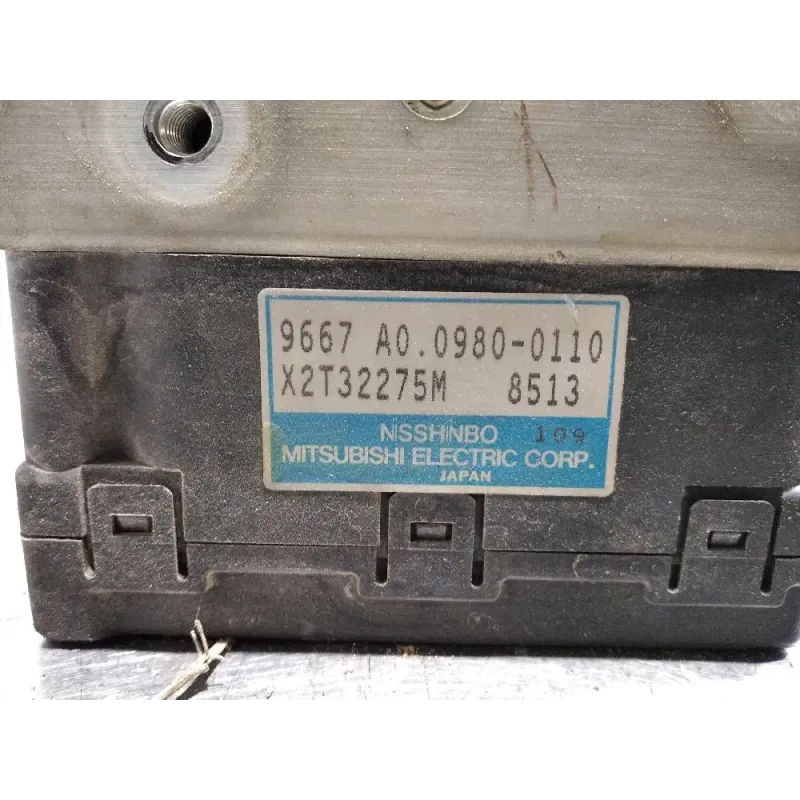 9667 A0.0980-0110
X2T32275M 8513
NISSHINBO 109
MITSUBISHI ELECTRIC CORP.
JAPAN